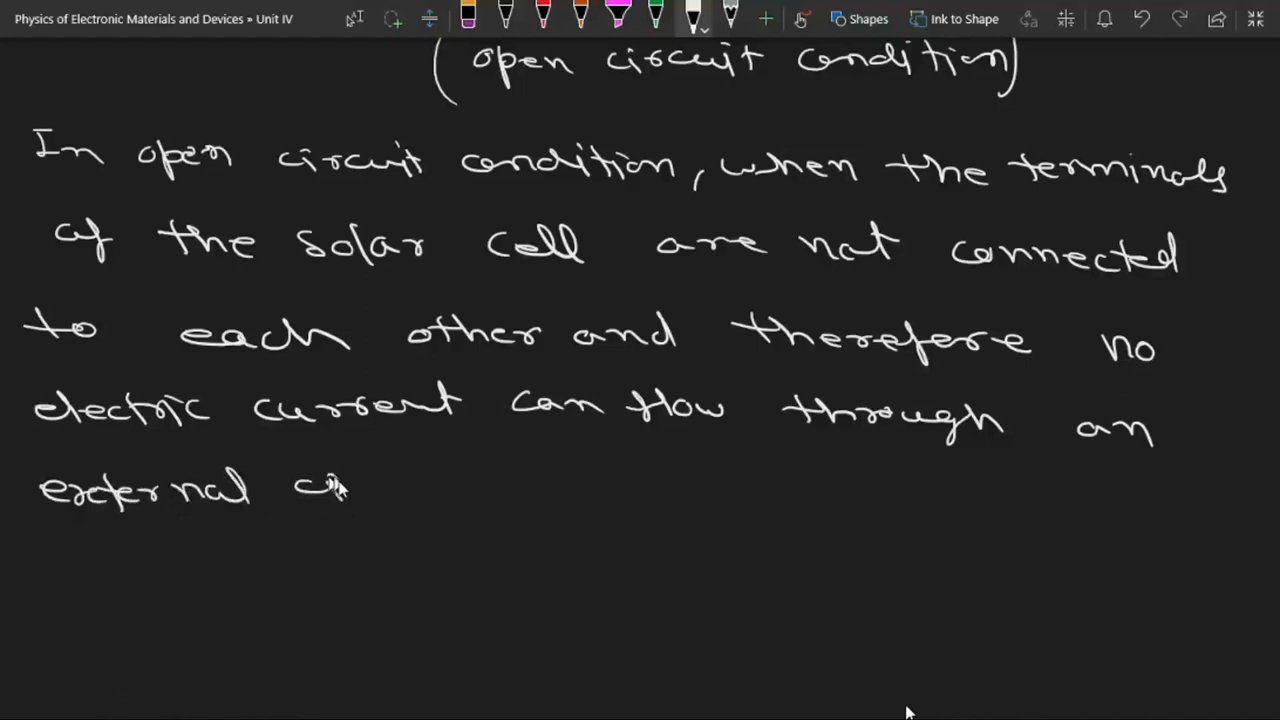 Physics of Electronic Materials and Devices » Unit IV Shapes Ink to Shape
(open circuit condition)
In open circuit condition, when the terminals
of the solar cell are not connected
to each other and therefore no
electric current can flow through an
external